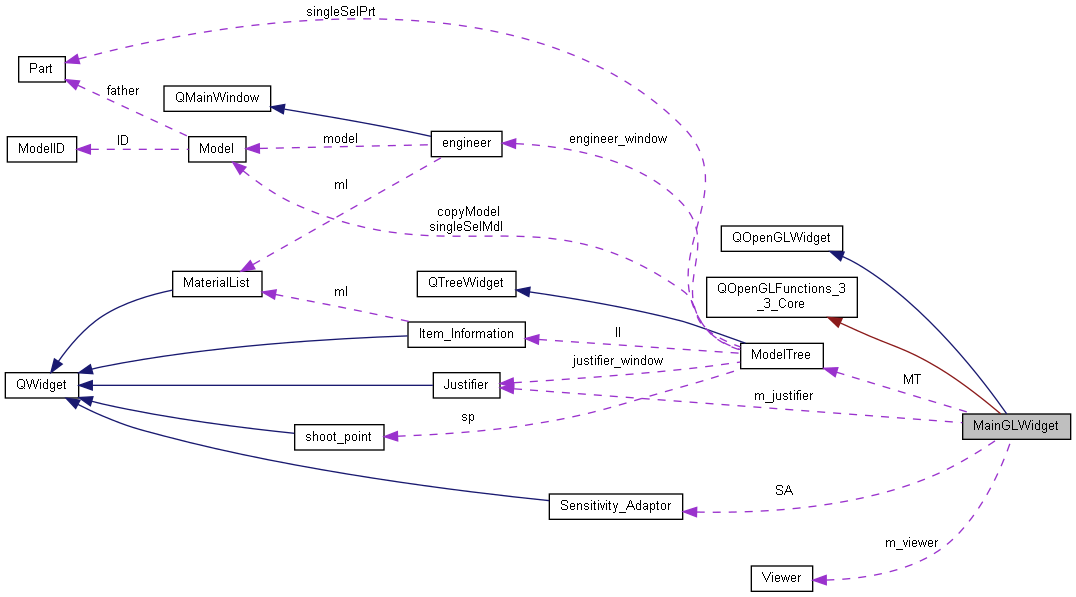 singleSelPrt
Part
father
QMainWindow
ModelID
ID
Model
model
engineer
engineer_window
ml
copyModel
singleSelMdl
QOpenGLWidget
MaterialList
ml
QTreeWidget
QOpenGLFunctions_3
_3_Core
Item_Information
II
ModelTree
justifier_window
MT
QWidget
Justifier
m_justifier
sp
shoot_point
MainGLWidget
SA
Sensitivity_Adaptor
m_viewer
Viewer